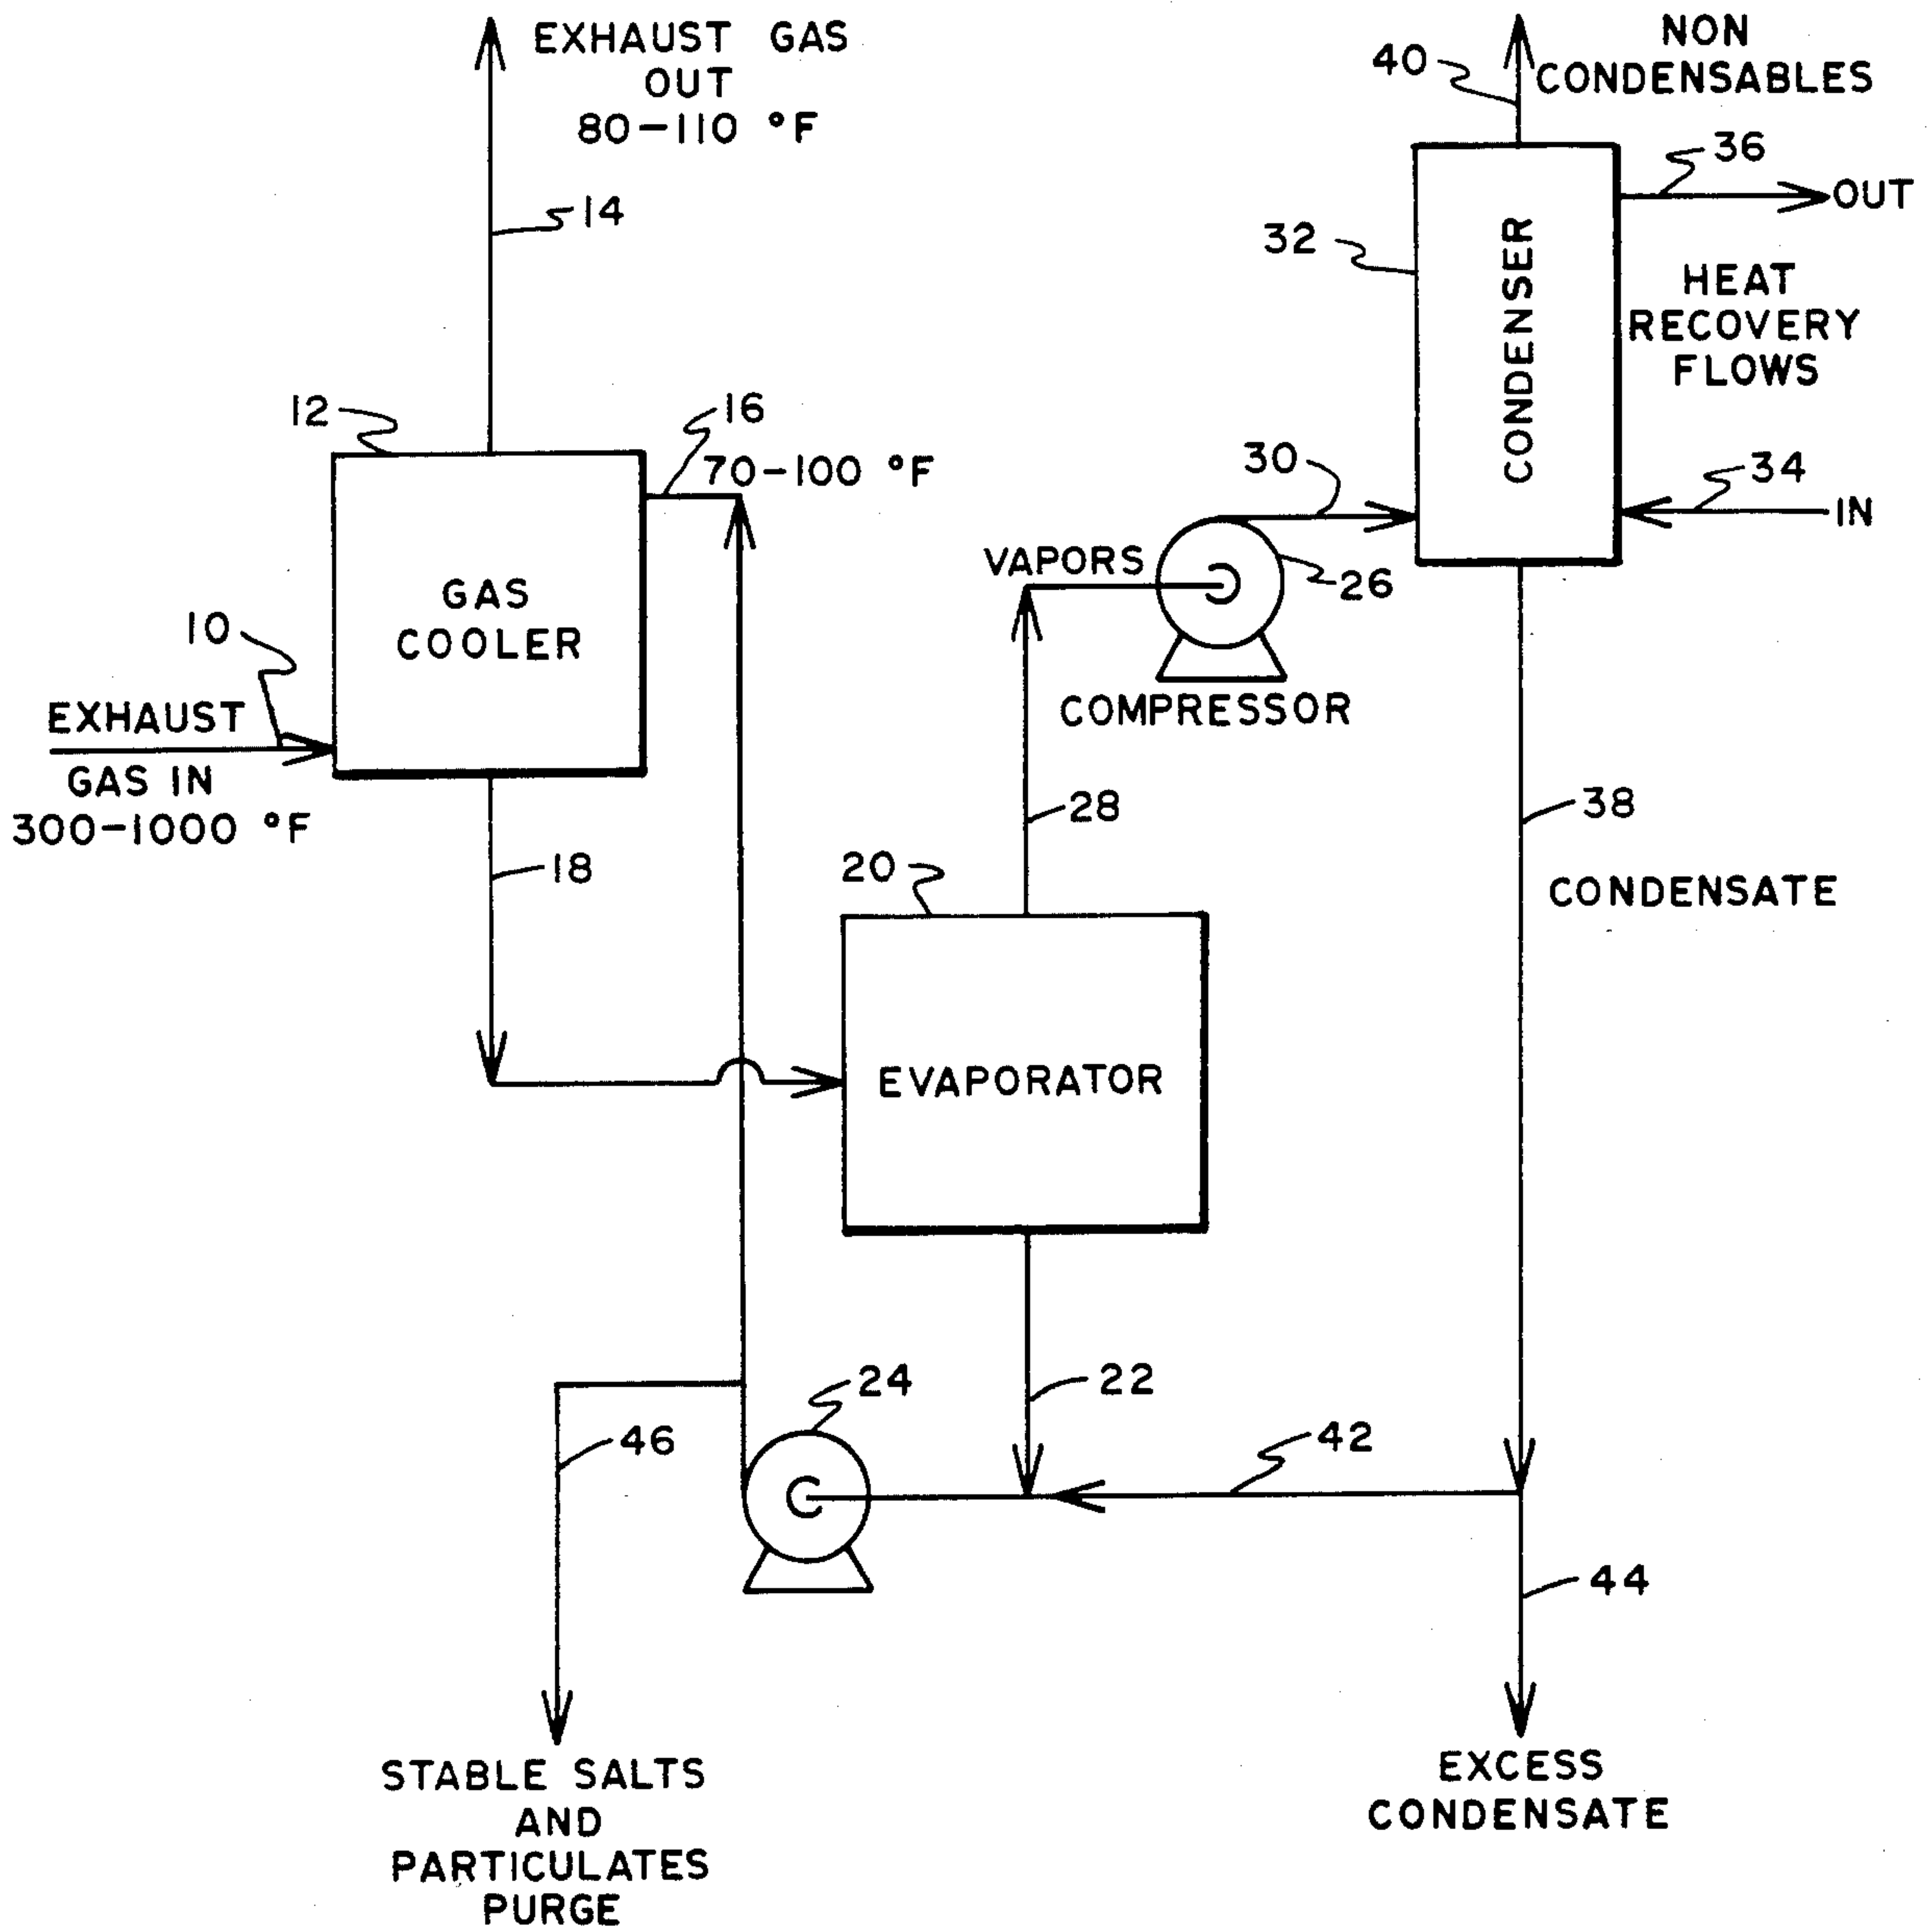 EXHAUST GAS
OUT
80-110 °F
14
40
NON
CONDENSABLES
36
OUT
32
CONDENSER
HEAT
RECOVERY
FLOWS
12
16
70-100 °F
30
34
IN
GAS
COOLER
10
EXHAUST
GAS IN
300-1000 °F
VAPORS
26
COMPRESSOR
18
28
38
20
CONDENSATE
EVAPORATOR
24
22
46
42
44
STABLE SALTS
AND
PARTICULATES
PURGE
EXCESS
CONDENSATE